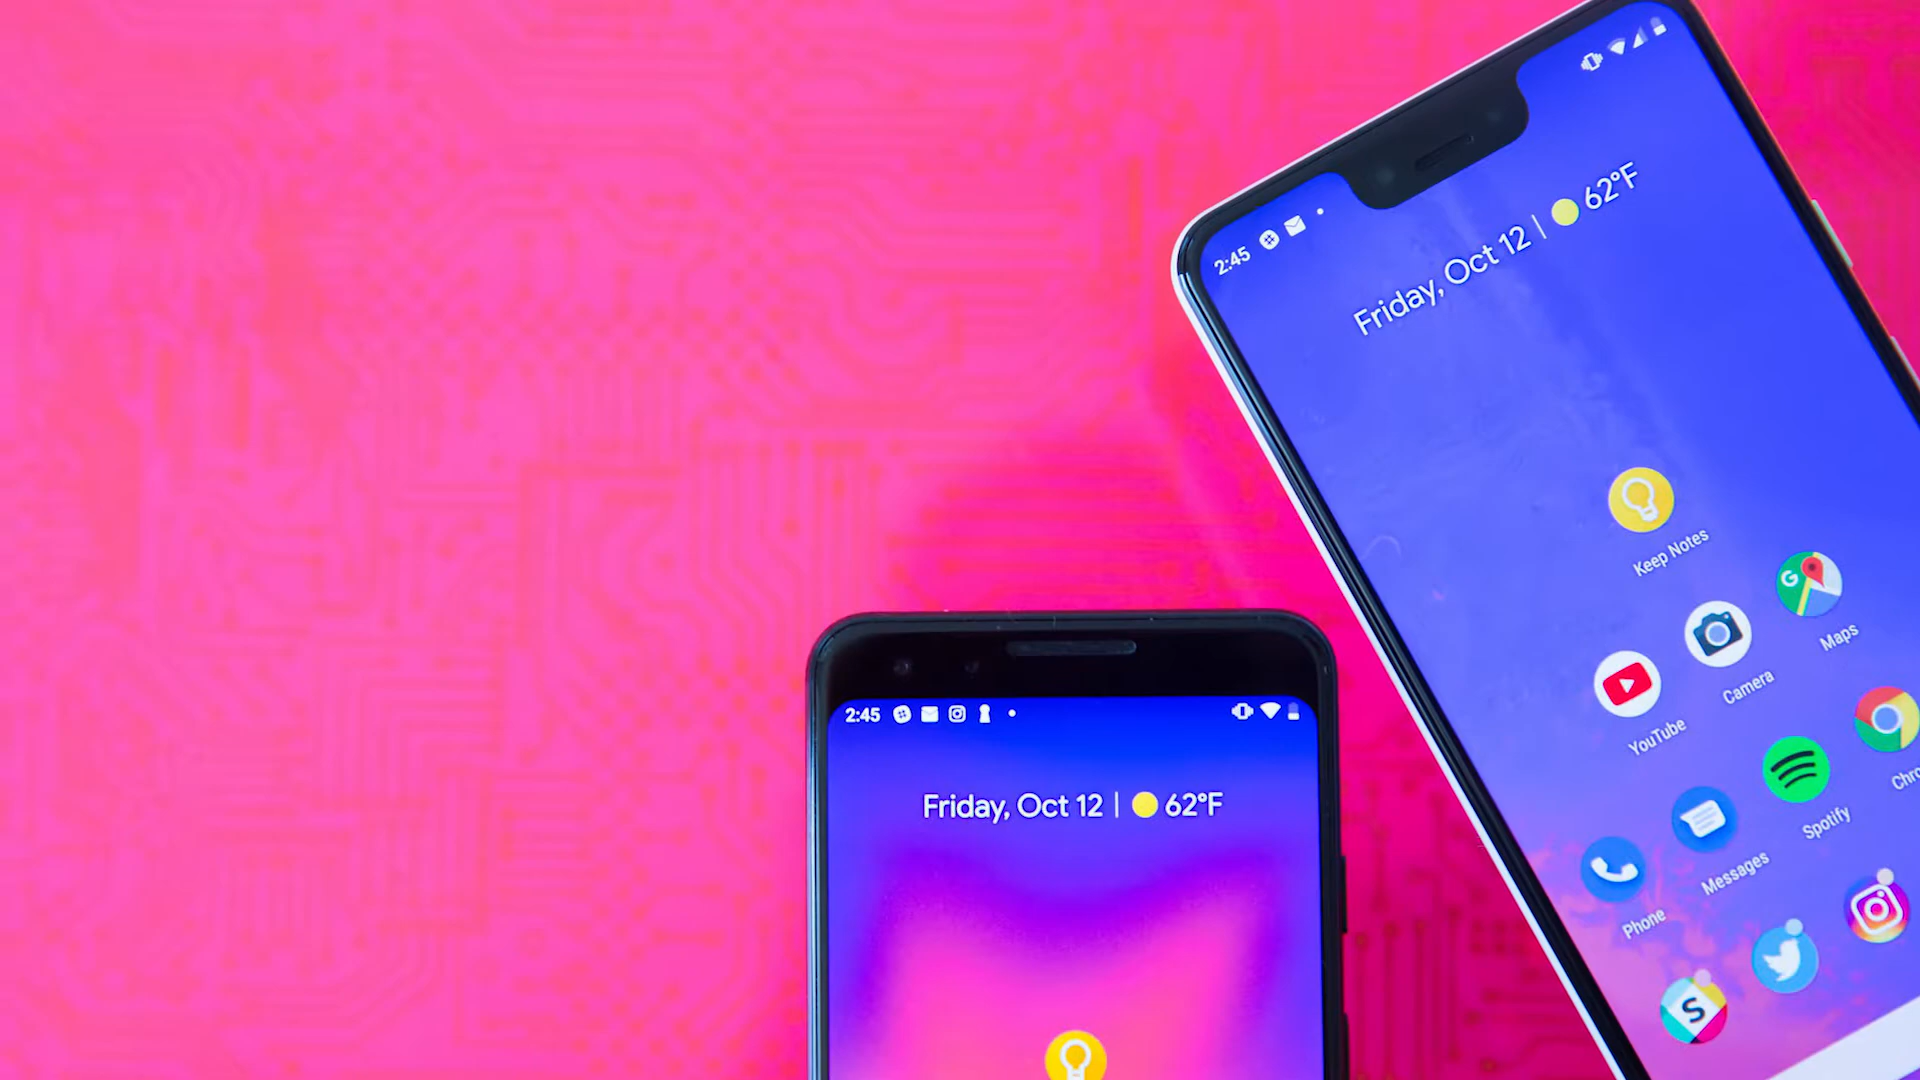 2:45
Friday, Oct 12 | 62°F
Keep Notes
Maps
Camera
YouTube
Chro
Spotify
Messages
Phone
G
S
2:45
Friday, Oct 12 | 62°F